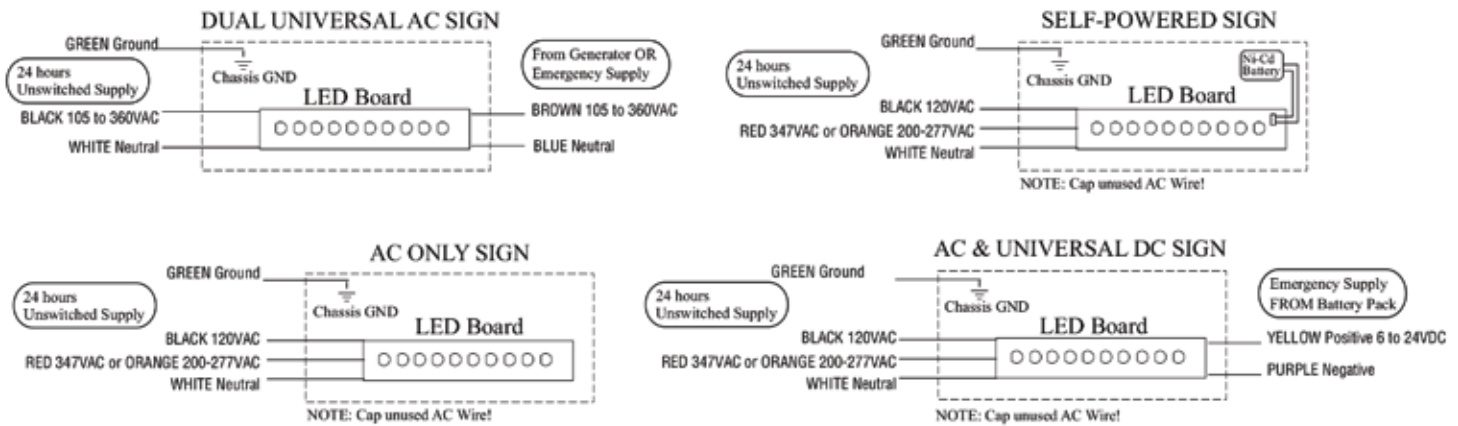 DUAL UNIVERSAL AC SIGN
GREEN Ground
24 hours
Unswitched Supply
Chassis GND
From Generator OR
Emergency Supply
LED Board
BLACK 105 to 360VAC
BROWN 105 to 360VAC
WHITE Neutral
BLUE Neutral
SELF-POWERED SIGN
GREEN Ground
24 hours
Unswitched Supply
Chassis GND
Ni-Cd
Battery
LED Board
BLACK 120VAC
RED 347VAC or ORANGE 200-277VAC
WHITE Neutral
NOTE: Cap unused AC Wire!
AC ONLY SIGN
GREEN Ground
24 hours
Unswitched Supply
Chassis GND
LED Board
BLACK 120VAC
RED 347VAC or ORANGE 200-277VAC
WHITE Neutral
NOTE: Cap unused AC Wire!
AC & UNIVERSAL DC SIGN
GREEN Ground
24 hours
Unswitched Supply
Chassis GND
Emergency Supply
FROM Battery Pack
LED Board
BLACK 120VAC
YELLOW Positive 6 to 24VDC
RED 347VAC or ORANGE 200-277VAC
PURPLE Negative
WHITE Neutral
NOTE: Cap unused AC Wire!